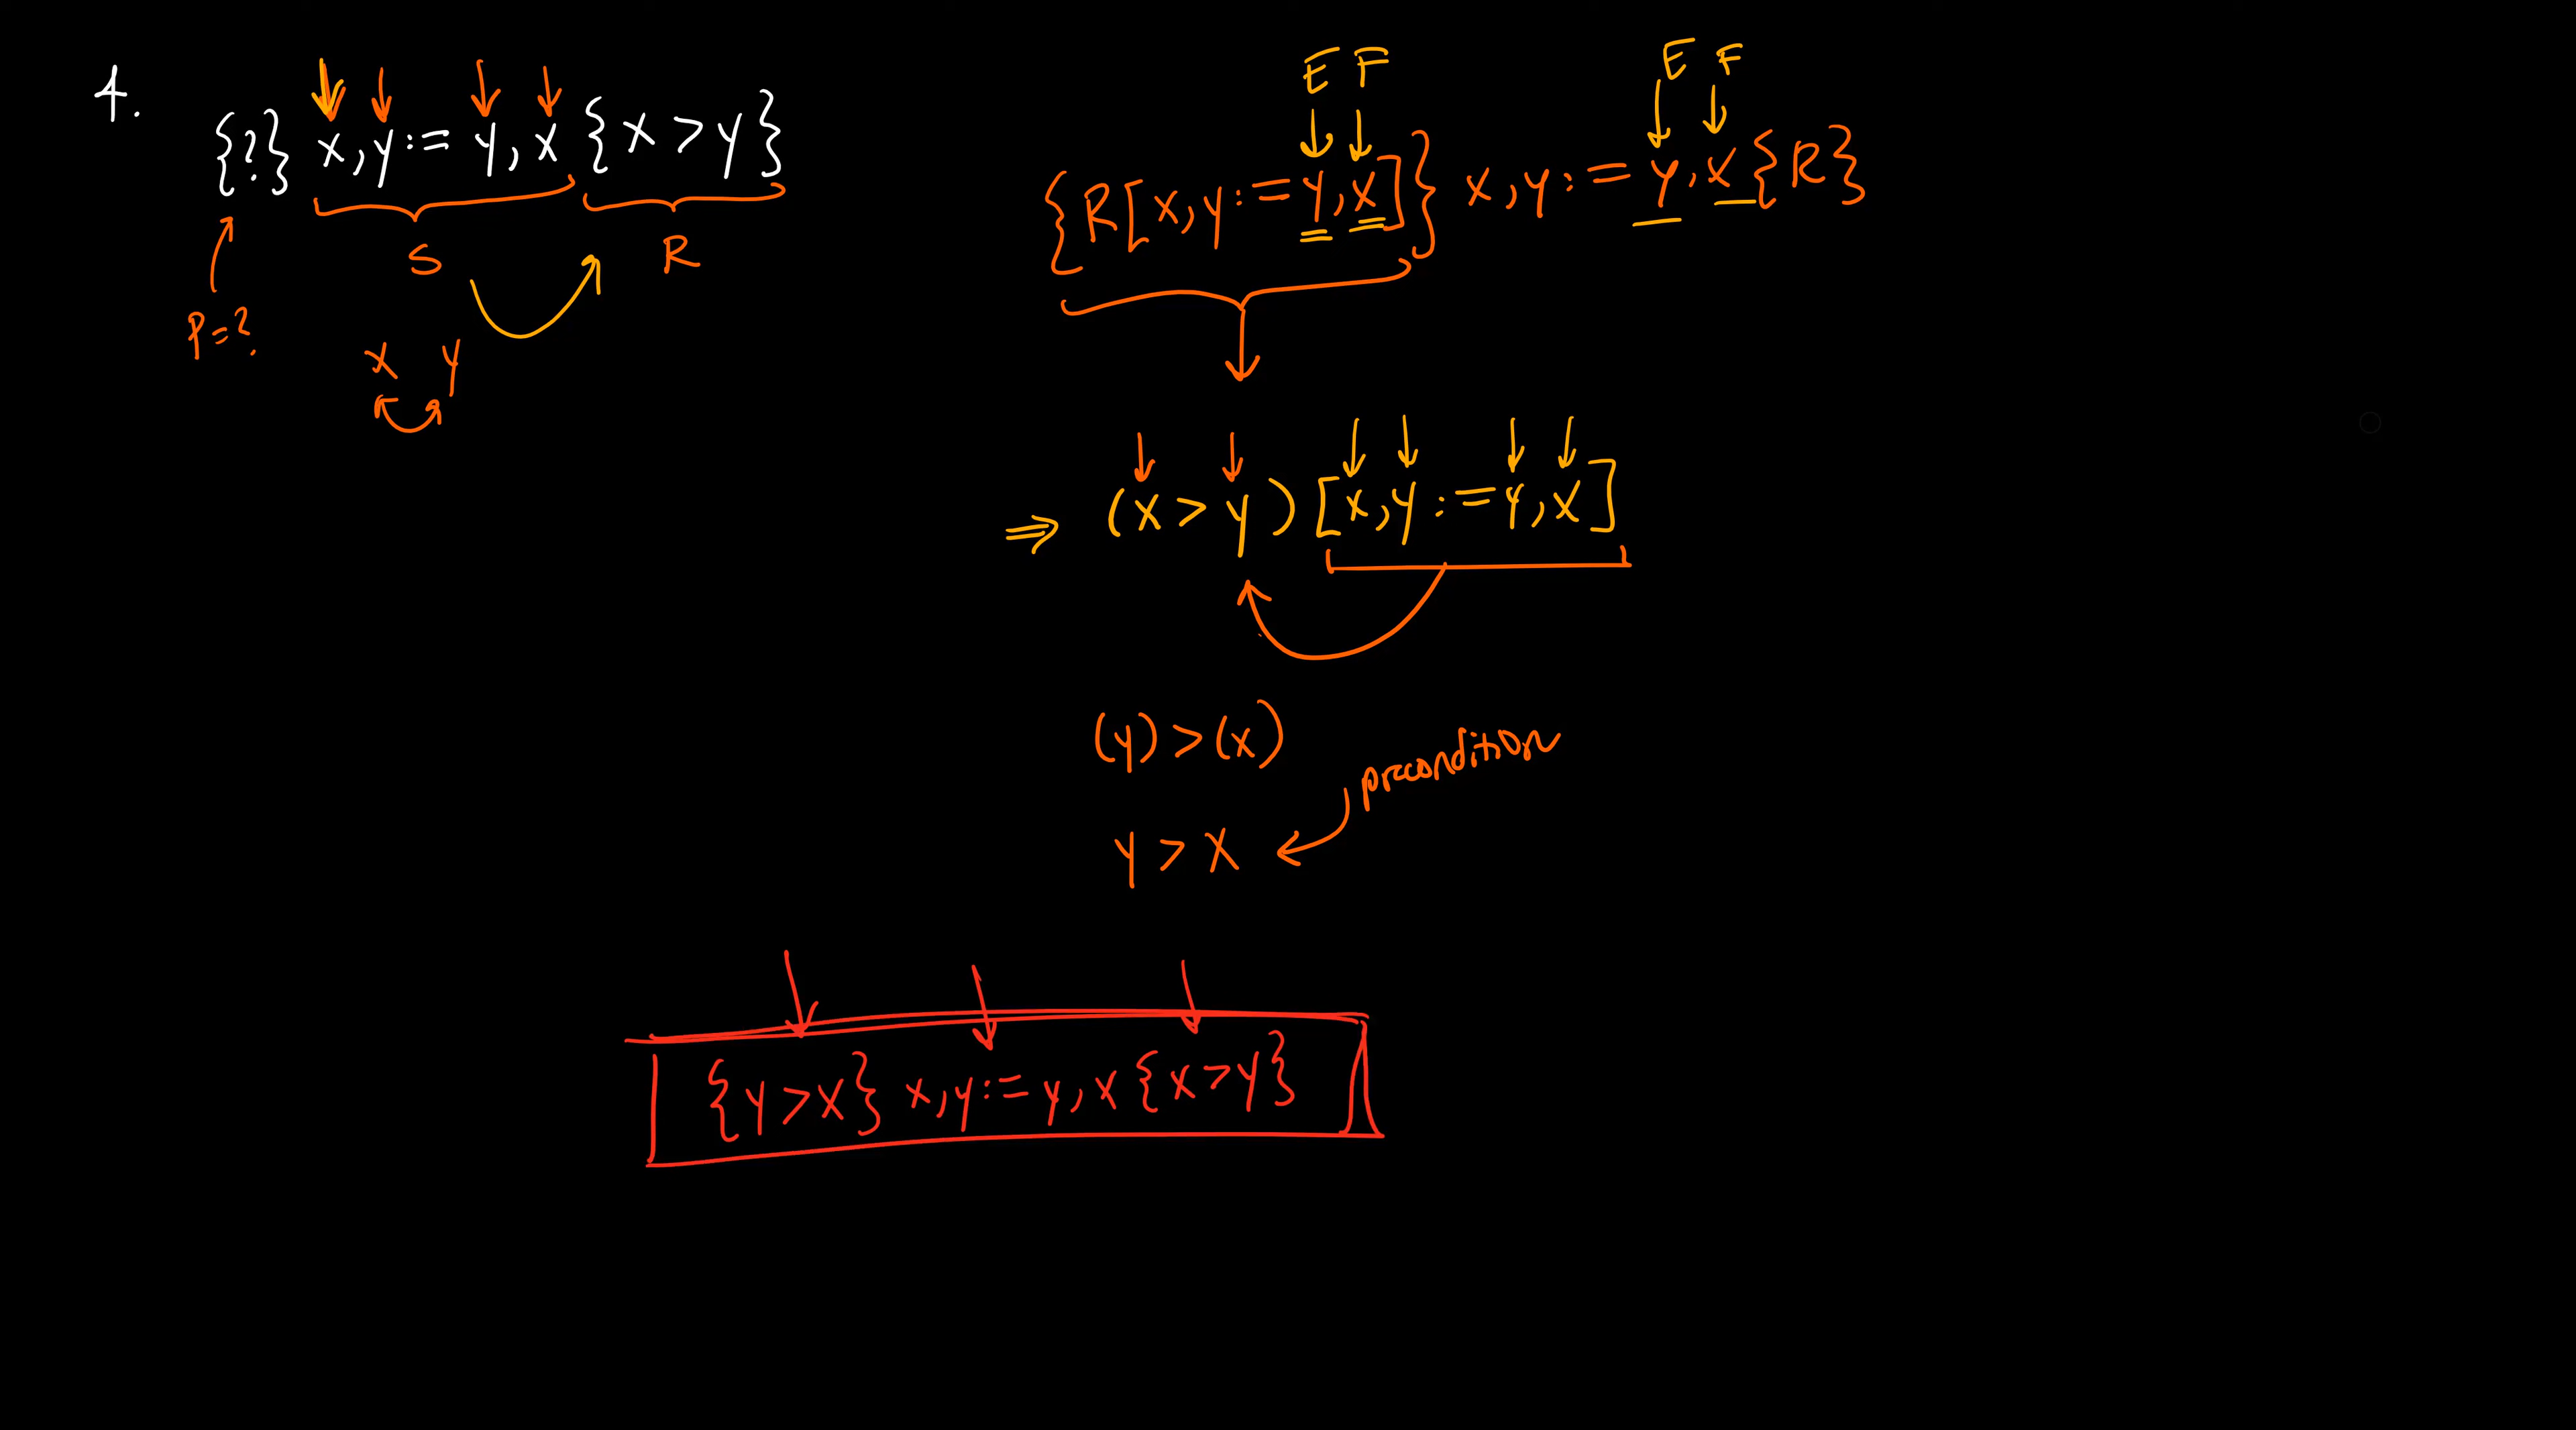 4.
{?} x,y := y,x {x > y}
S
R
P = ?
x y
E F
E F
{R[x,y := y,x]} x,y := y,x {R}
⇒ (x > y) [x,y := y,x]
(y) > (x)
precondition
y > x
{y > x} x,y := y,x {x > y}